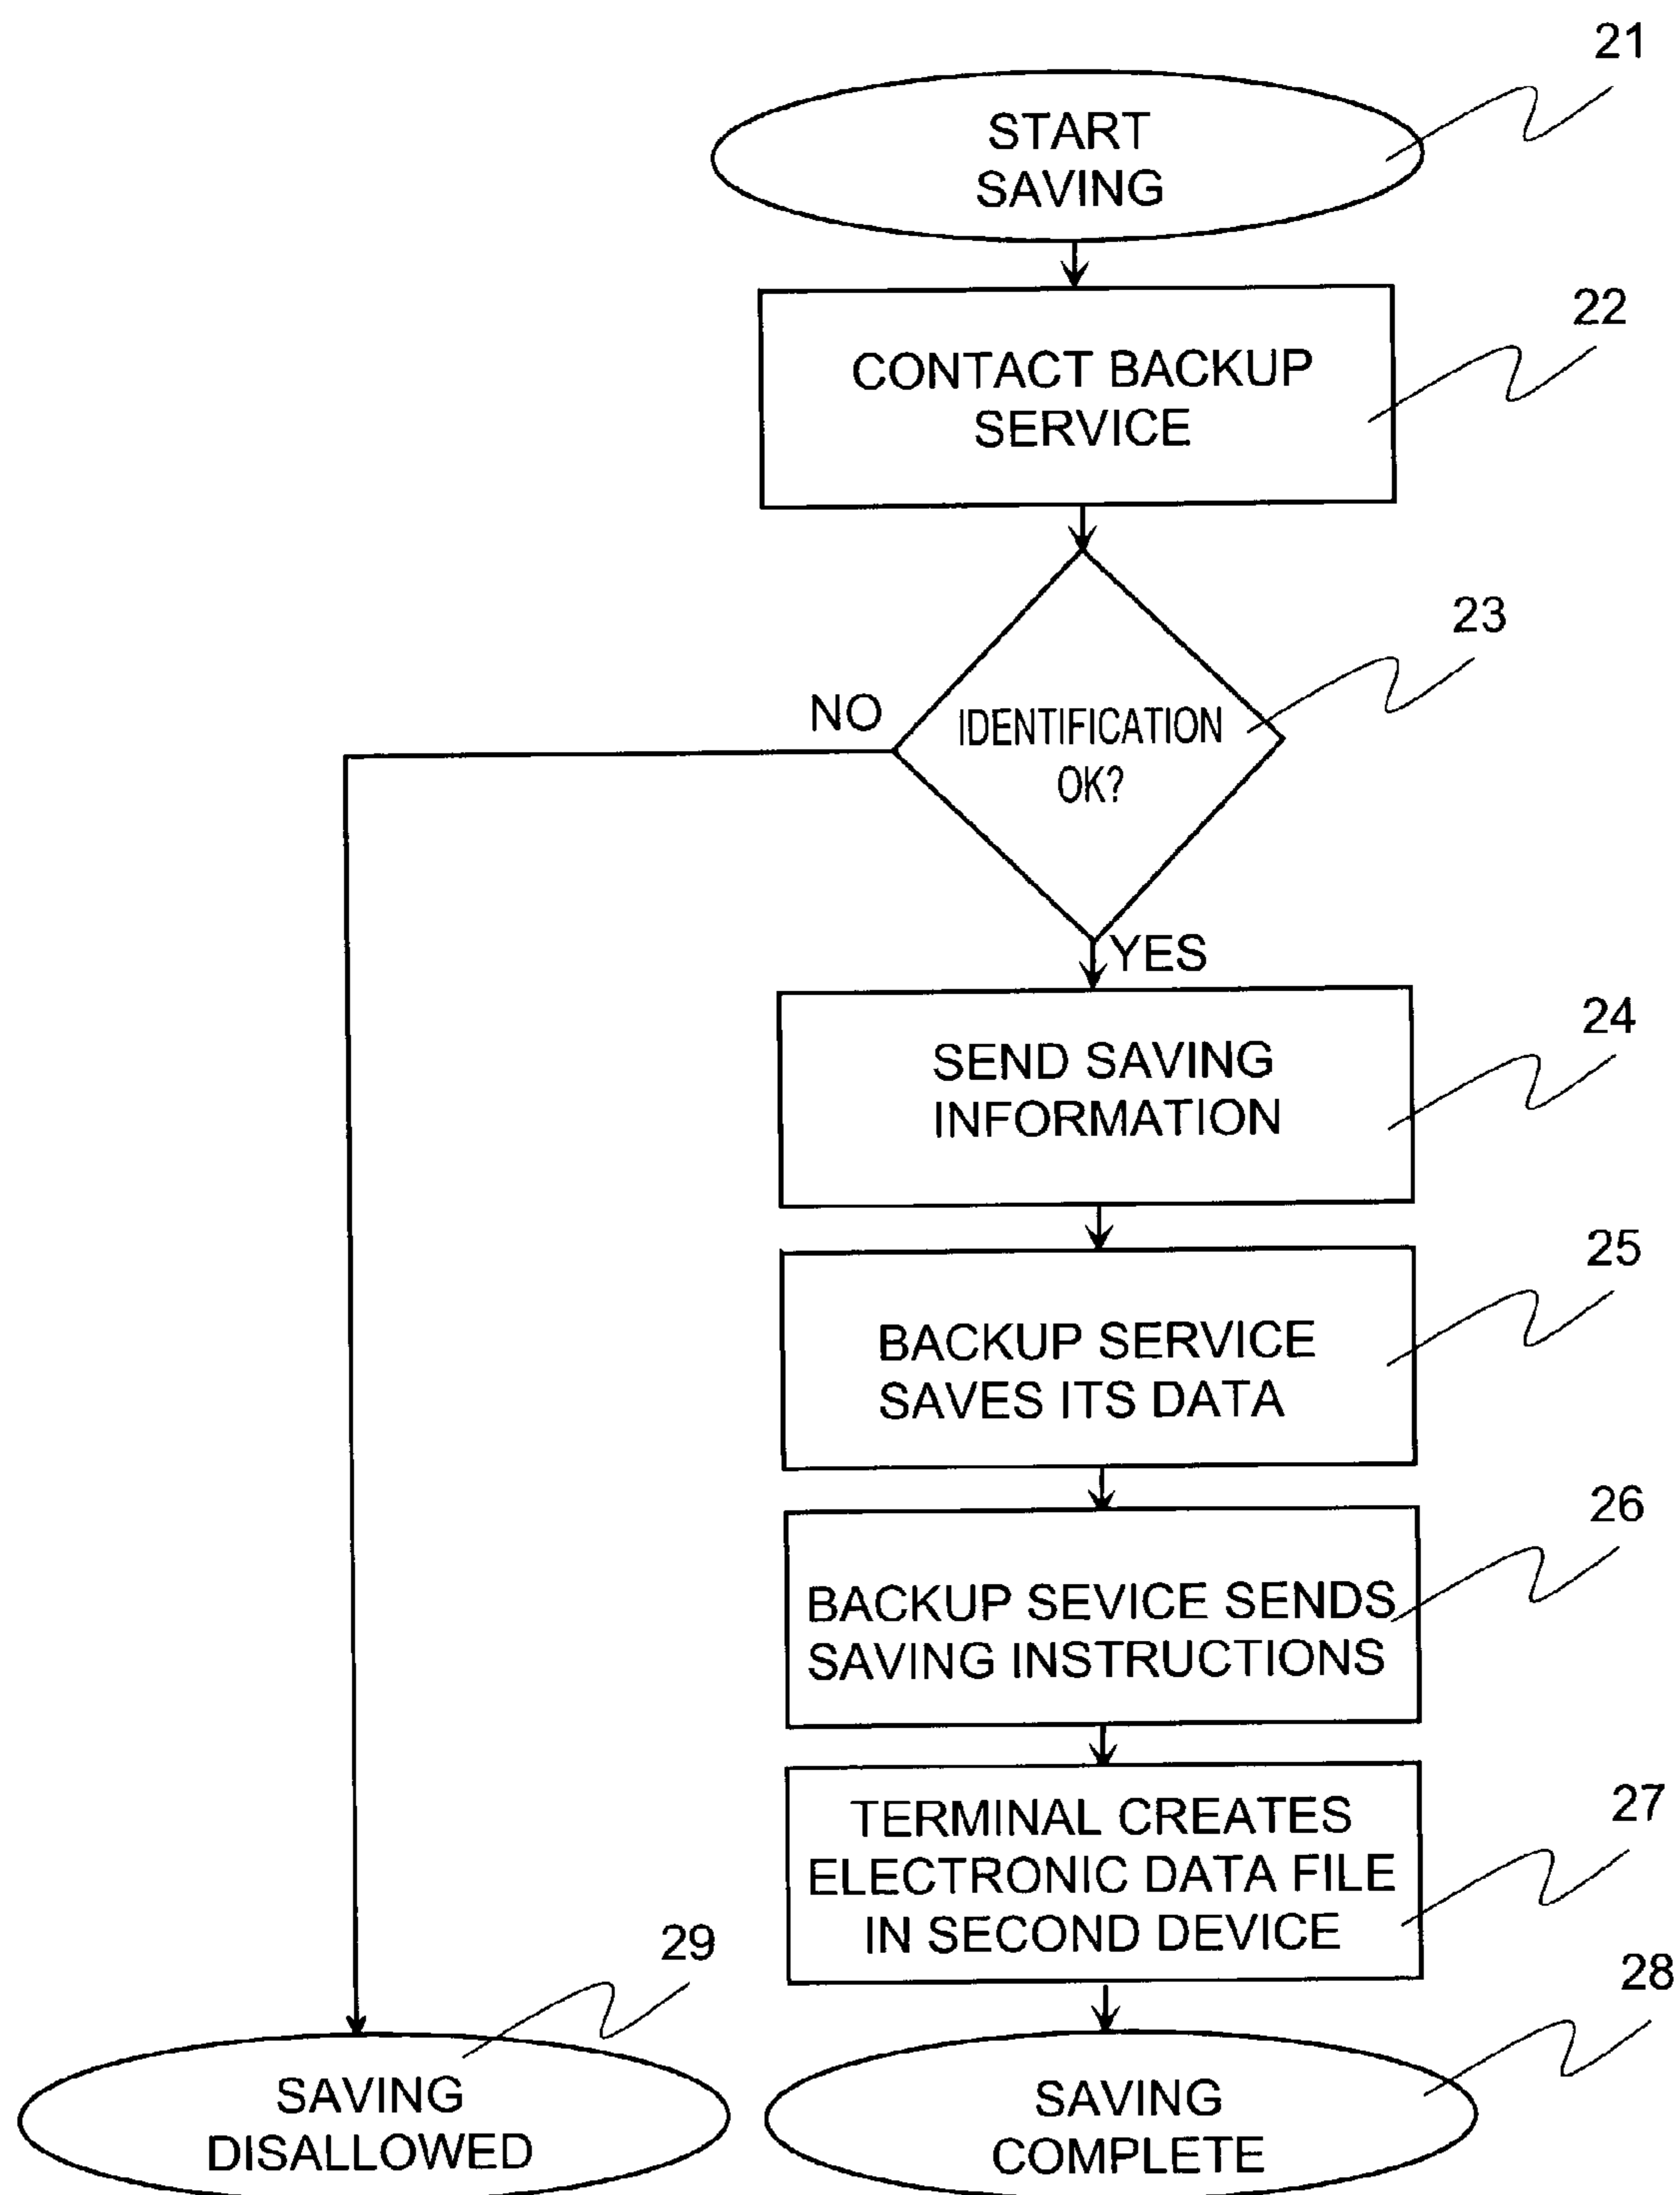 21
START
SAVING
22
CONTACT BACKUP
SERVICE
23
NO
IDENTIFICATION
OK?
YES
24
SEND SAVING
INFORMATION
25
BACKUP SERVICE
SAVES ITS DATA
26
BACKUP SEVICE SENDS
SAVING INSTRUCTIONS
27
TERMINAL CREATES
ELECTRONIC DATA FILE
IN SECOND DEVICE
29
28
SAVING
DISALLOWED
SAVING
COMPLETE